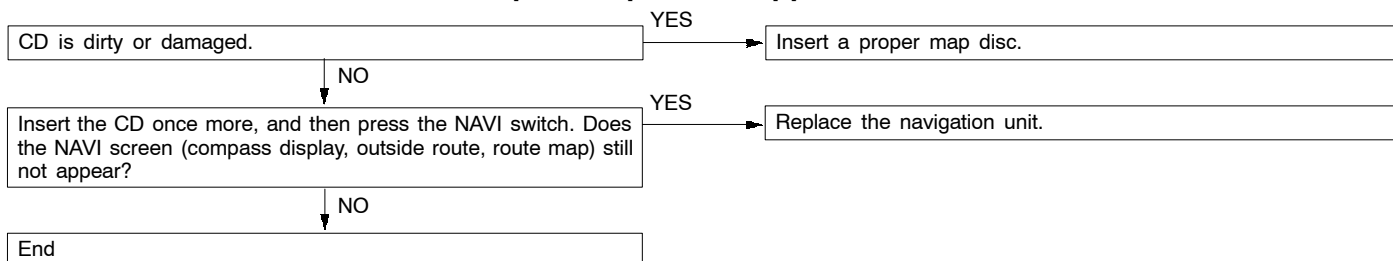 YES
CD is dirty or damaged.
Insert a proper map disc.
NO
YES
Insert the CD once more, and then press the NAVI switch. Does
the NAVI screen (compass display, outside route, route map) still
not appear?
Replace the navigation unit.
NO
End